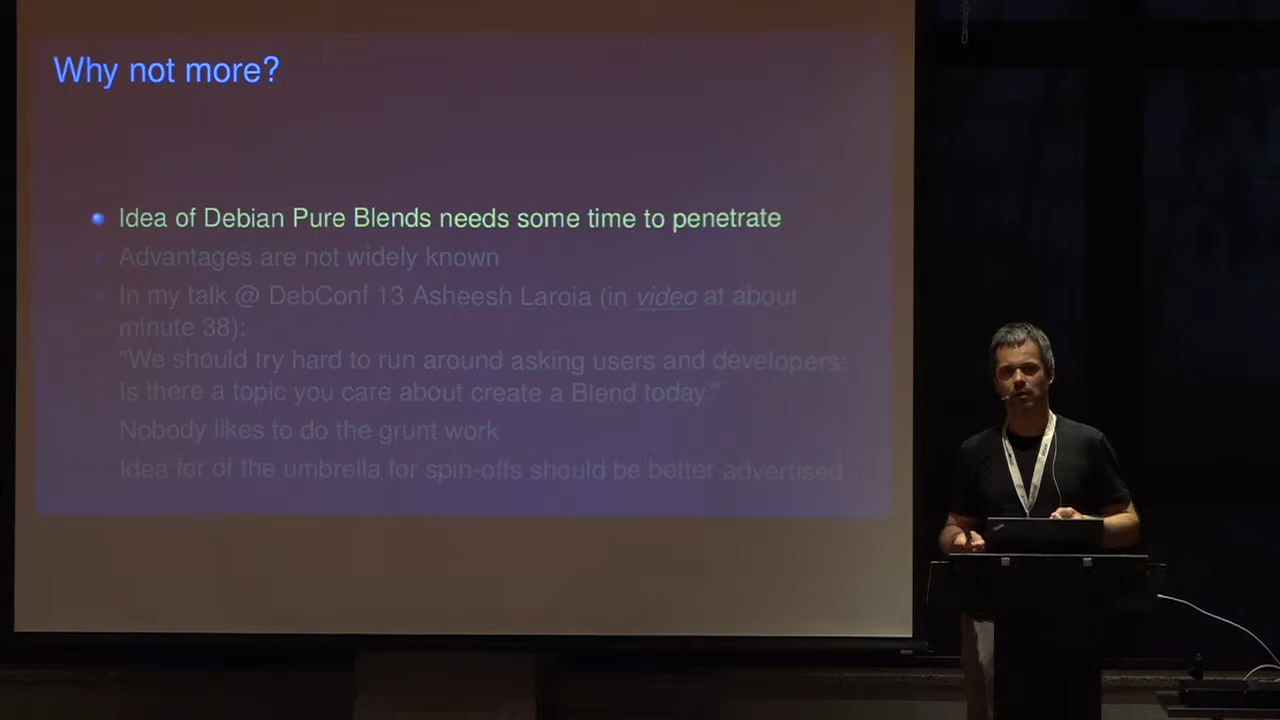 Why not more?
Idea of Debian Pure Blends needs some time to penetrate
Advantages are not widely known
In my talk @ DebConf 13 Asheesh Laroia (in video at about
minute 38):
"We should try hard to run around asking users and developers:
Is there a topic you care about create a Blend today."
Nobody likes to do the grunt work
Idea for of the umbrella for spin-offs should be better advertised